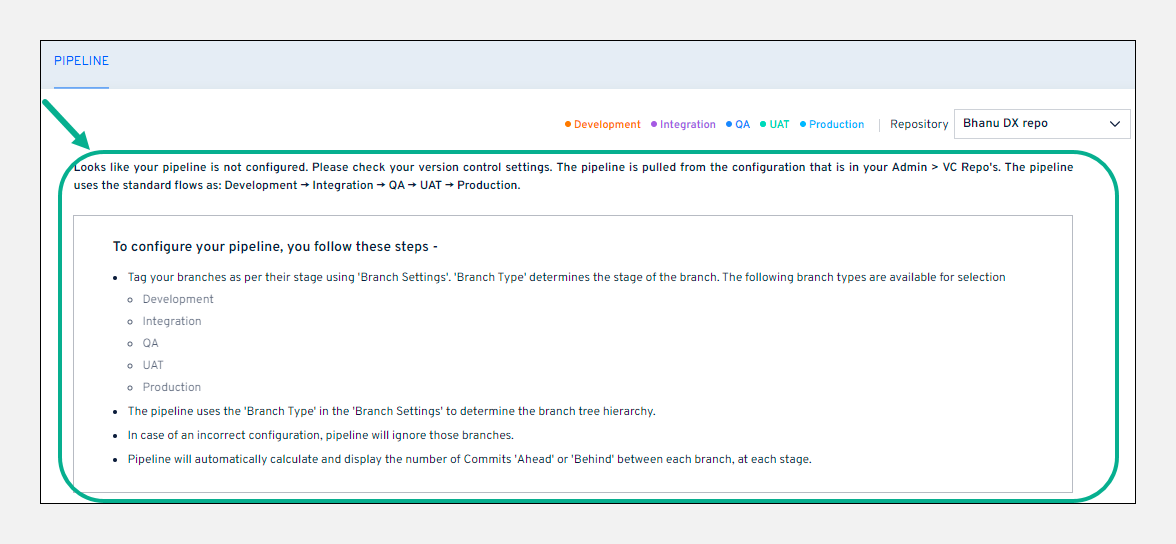 PIPELINE
Development Integration QA UAT Production Repository Bhanu DX repo
Looks like your pipeline is not configured. Please check your version control settings. The pipeline is pulled from the configuration that is in your Admin > VC Repo's. The pipeline
uses the standard flows as: Development → Integration → QA → UAT → Production.
To configure your pipeline, you follow these steps -
Tag your branches as per their stage using 'Branch Settings'. 'Branch Type' determines the stage of the branch. The following branch types are available for selection
Development
Integration
QA
UAT
Production
The pipeline uses the 'Branch Type' in the 'Branch Settings' to determine the branch tree hierarchy.
In case of an incorrect configuration, pipeline will ignore those branches.
Pipeline will automatically calculate and display the number of Commits 'Ahead' or 'Behind' between each branch, at each stage.